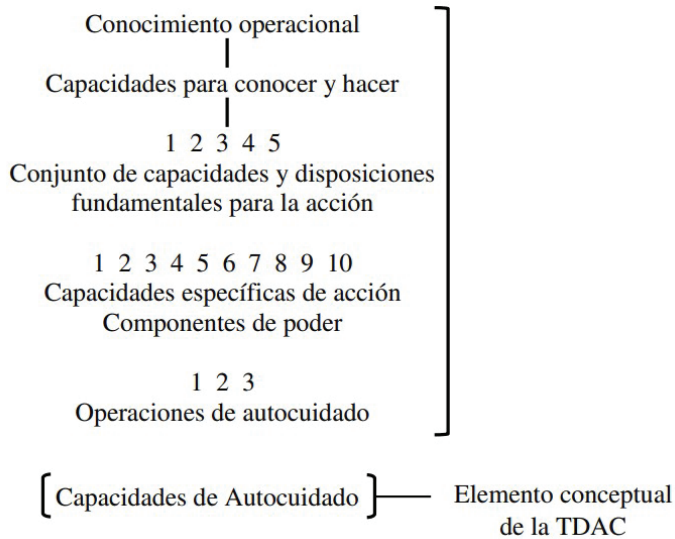 Conocimiento operacional
Capacidades para conocer y hacer
1 2 3 4 5
Conjunto de capacidades y disposiciones
fundamentales para la acción
1 2 3 4 5 6 7 8 9 10
Capacidades específicas de acción
Componentes de poder
1 2 3
Operaciones de autocuidado
Capacidades de Autocuidado
Elemento conceptual
de la TDAC